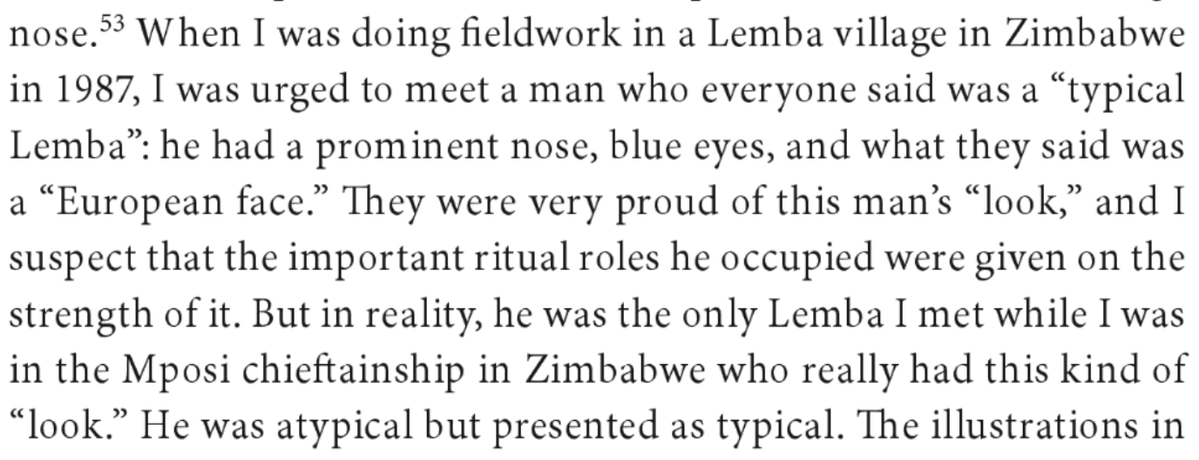 nose.⁵³ When I was doing fieldwork in a Lemba village in Zimbabwe
in 1987, I was urged to meet a man who everyone said was a “typical
Lemba”: he had a prominent nose, blue eyes, and what they said was
a “European face.” They were very proud of this man’s “look,” and I
suspect that the important ritual roles he occupied were given on the
strength of it. But in reality, he was the only Lemba I met while I was
in the Mposi chieftainship in Zimbabwe who really had this kind of
“look.” He was atypical but presented as typical. The illustrations in